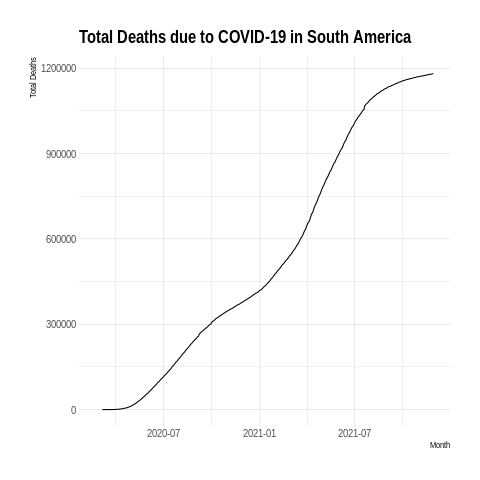 Total Deaths due to COVID-19 in South America
Total Deaths
1200000
900000
600000
300000
0
2020-07 2021-01 2021-07
Month